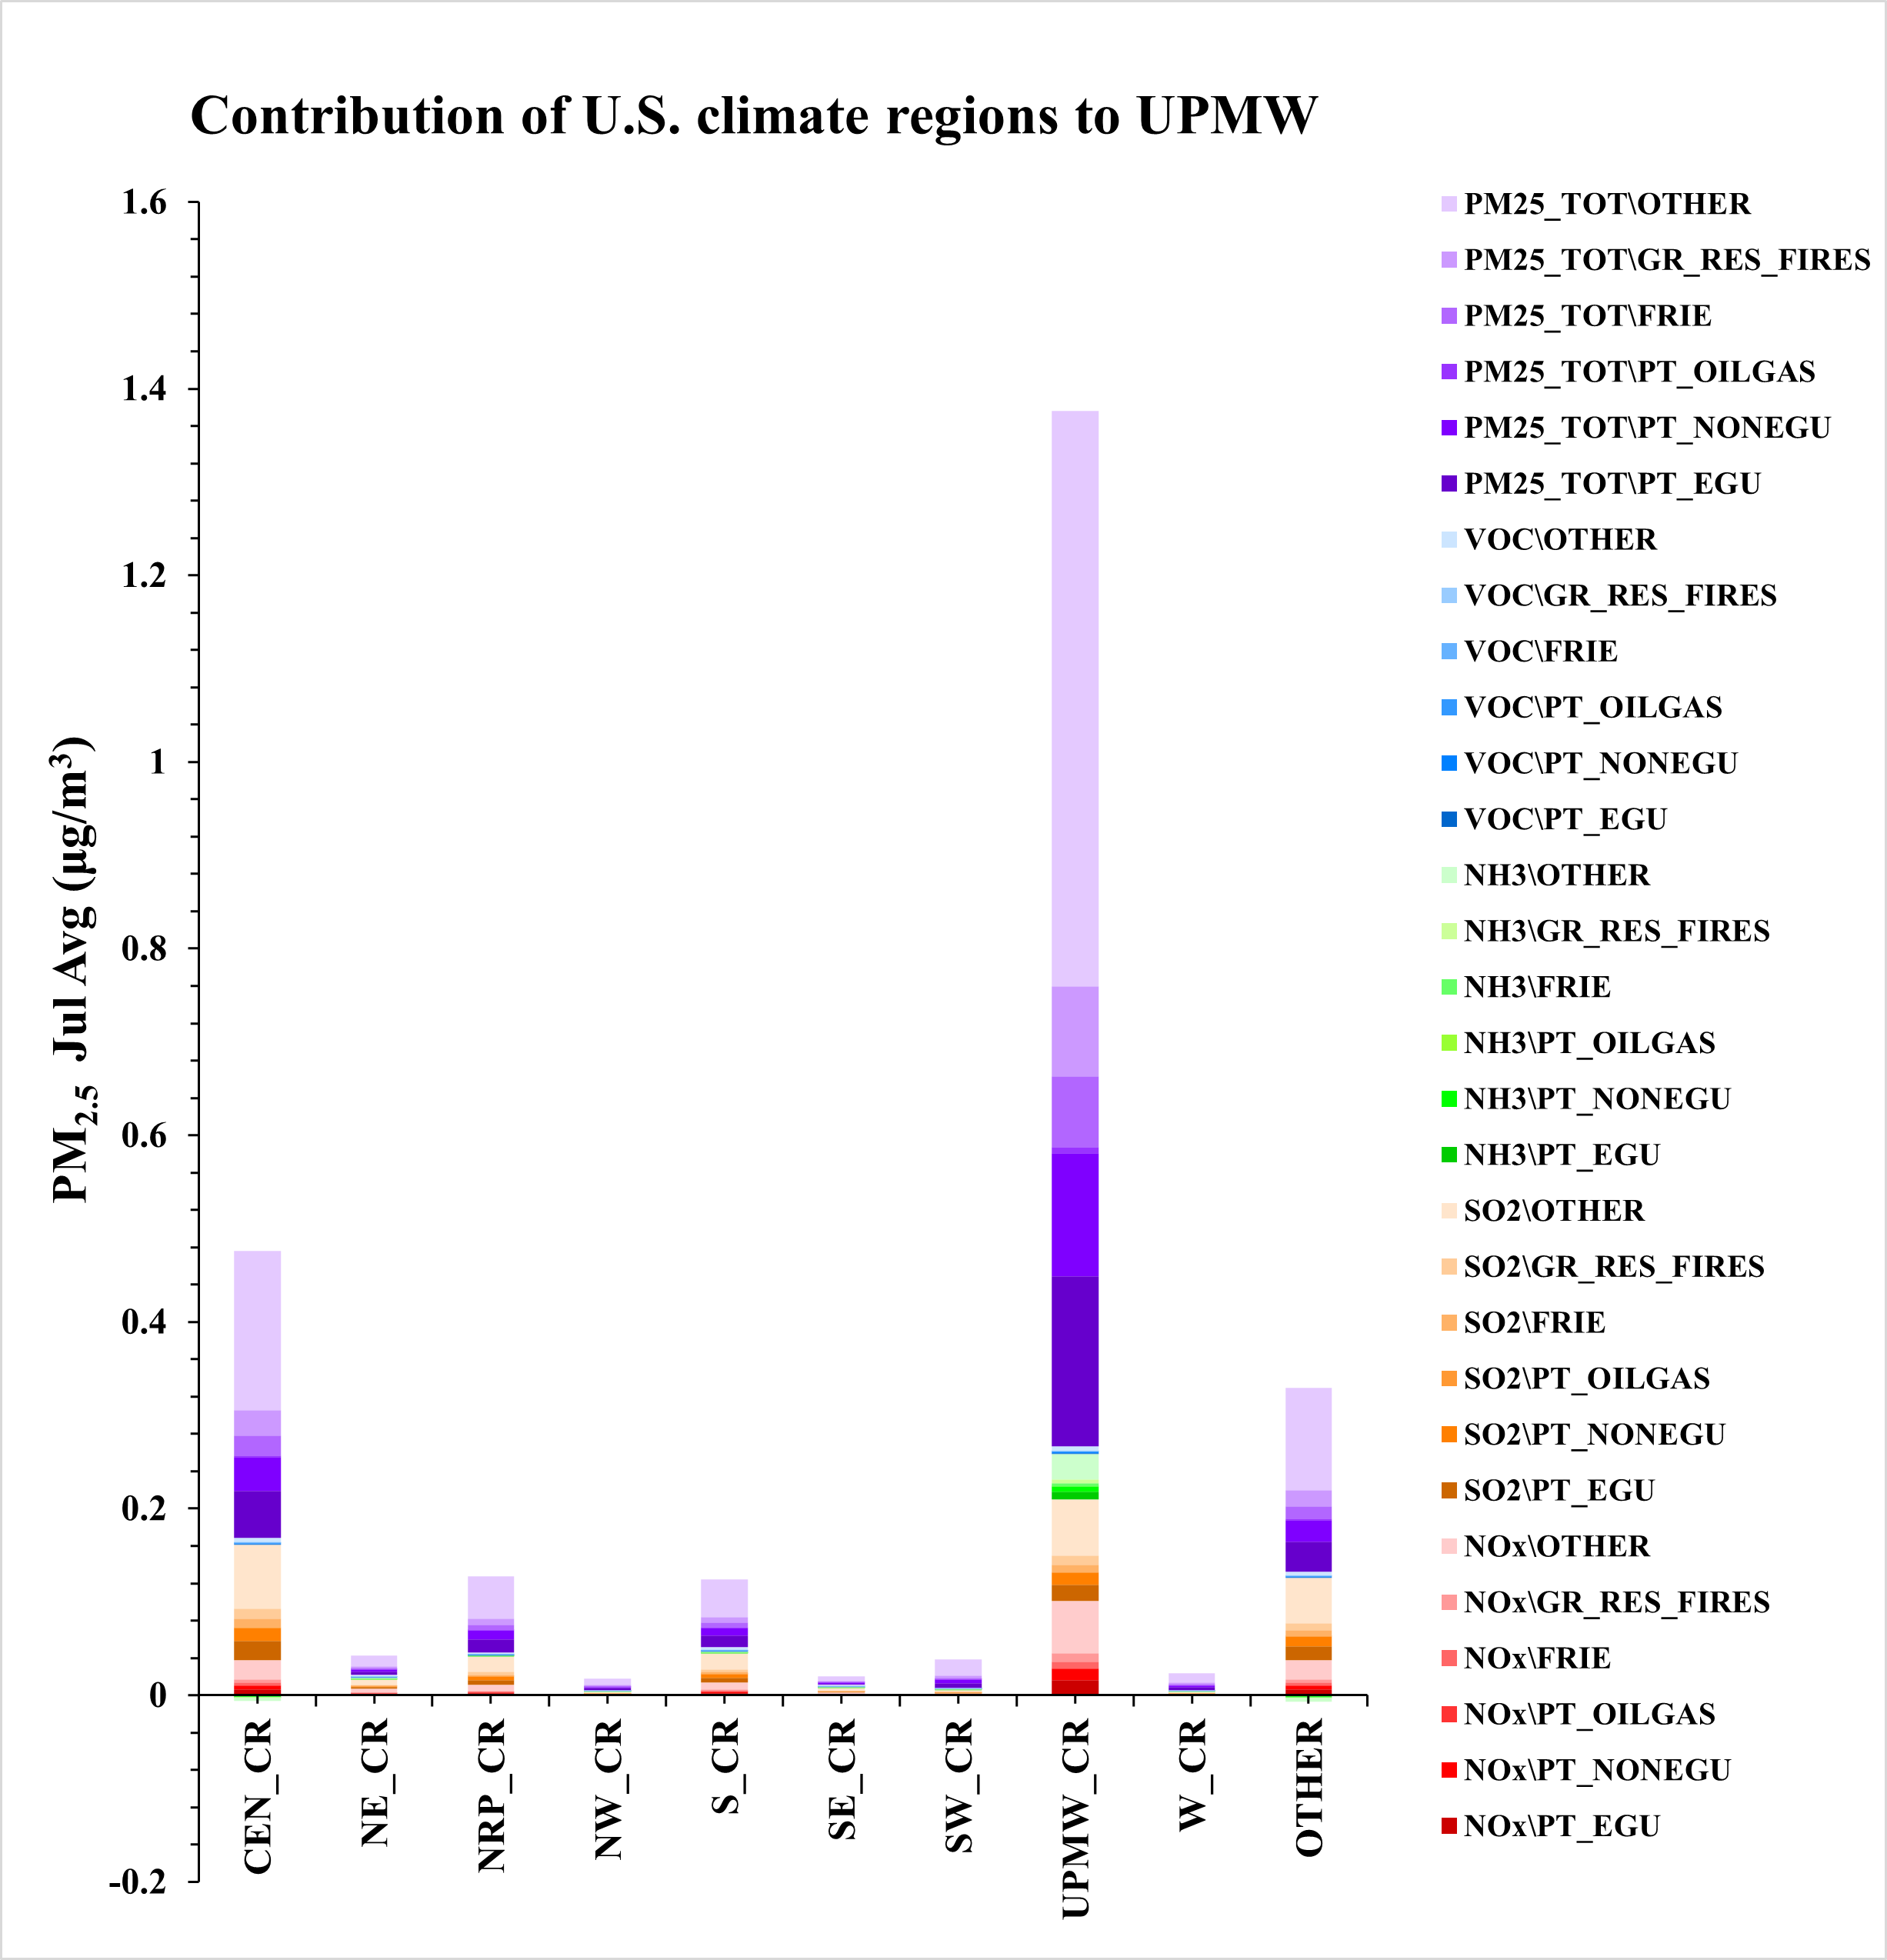 Contribution of U.S. climate regions to UPMW
PM2.5 Jul Avg (µg/m³)
1.6
1.4
1.2
1
0.8
0.6
0.4
0.2
0
-0.2
CEN_CR
NE_CR
NRP_CR
NW_CR
S_CR
SE_CR
SW_CR
UPMW_CR
W_CR
OTHER
PM25_TOT\OTHER
PM25_TOT\GR_RES_FIRES
PM25_TOT\FRIE
PM25_TOT\PT_OILGAS
PM25_TOT\PT_NONEGU
PM25_TOT\PT_EGU
VOC\OTHER
VOC\GR_RES_FIRES
VOC\FRIE
VOC\PT_OILGAS
VOC\PT_NONEGU
VOC\PT_EGU
NH3\OTHER
NH3\GR_RES_FIRES
NH3\FRIE
NH3\PT_OILGAS
NH3\PT_NONEGU
NH3\PT_EGU
SO2\OTHER
SO2\GR_RES_FIRES
SO2\FRIE
SO2\PT_OILGAS
SO2\PT_NONEGU
SO2\PT_EGU
NOx\OTHER
NOx\GR_RES_FIRES
NOx\FRIE
NOx\PT_OILGAS
NOx\PT_NONEGU
NOx\PT_EGU